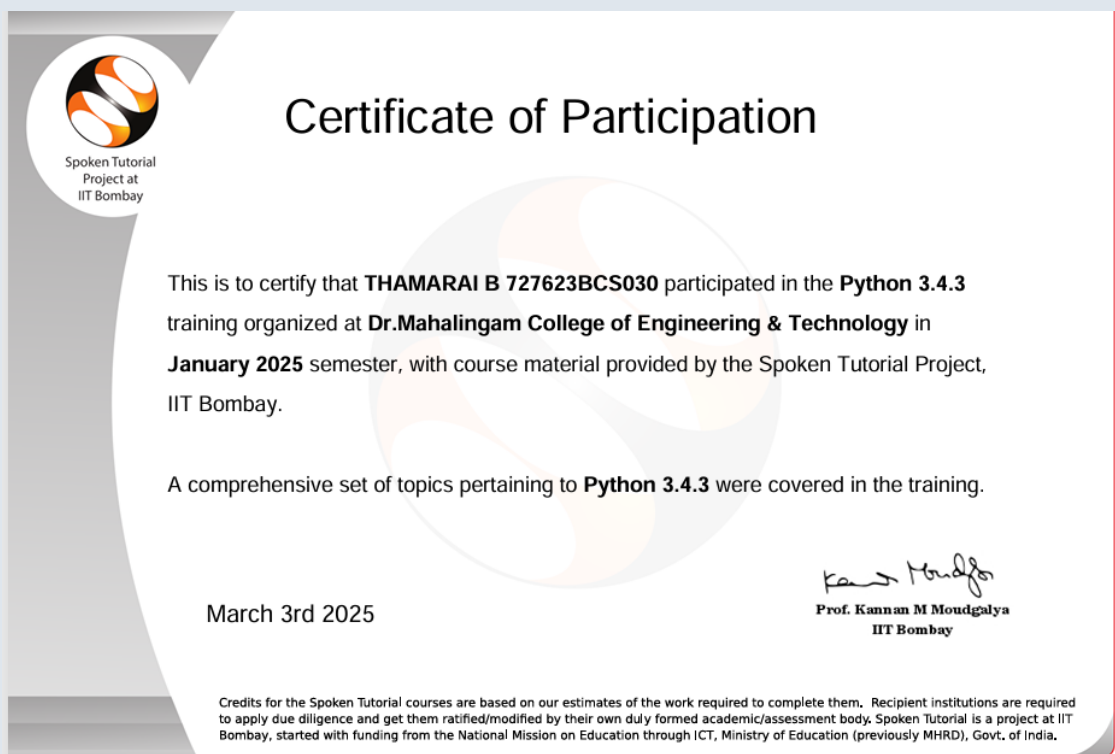 Spoken Tutorial
Project at
IIT Bombay
Certificate of Participation
This is to certify that THAMARAI B 727623BCS030 participated in the Python 3.4.3
training organized at Dr.Mahalingam College of Engineering & Technology in
January 2025 semester, with course material provided by the Spoken Tutorial Project,
IIT Bombay.
A comprehensive set of topics pertaining to Python 3.4.3 were covered in the training.
March 3rd 2025
Prof. Kannan M Moudgalya
IIT Bombay
Credits for the Spoken Tutorial courses are based on our estimates of the work required to complete them. Recipient institutions are required
to apply due diligence and get them ratified/modified by their own duly formed academic/assessment body. Spoken Tutorial is a project at IIT
Bombay, started with funding from the National Mission on Education through ICT, Ministry of Education (previously MHRD), Govt. of India.